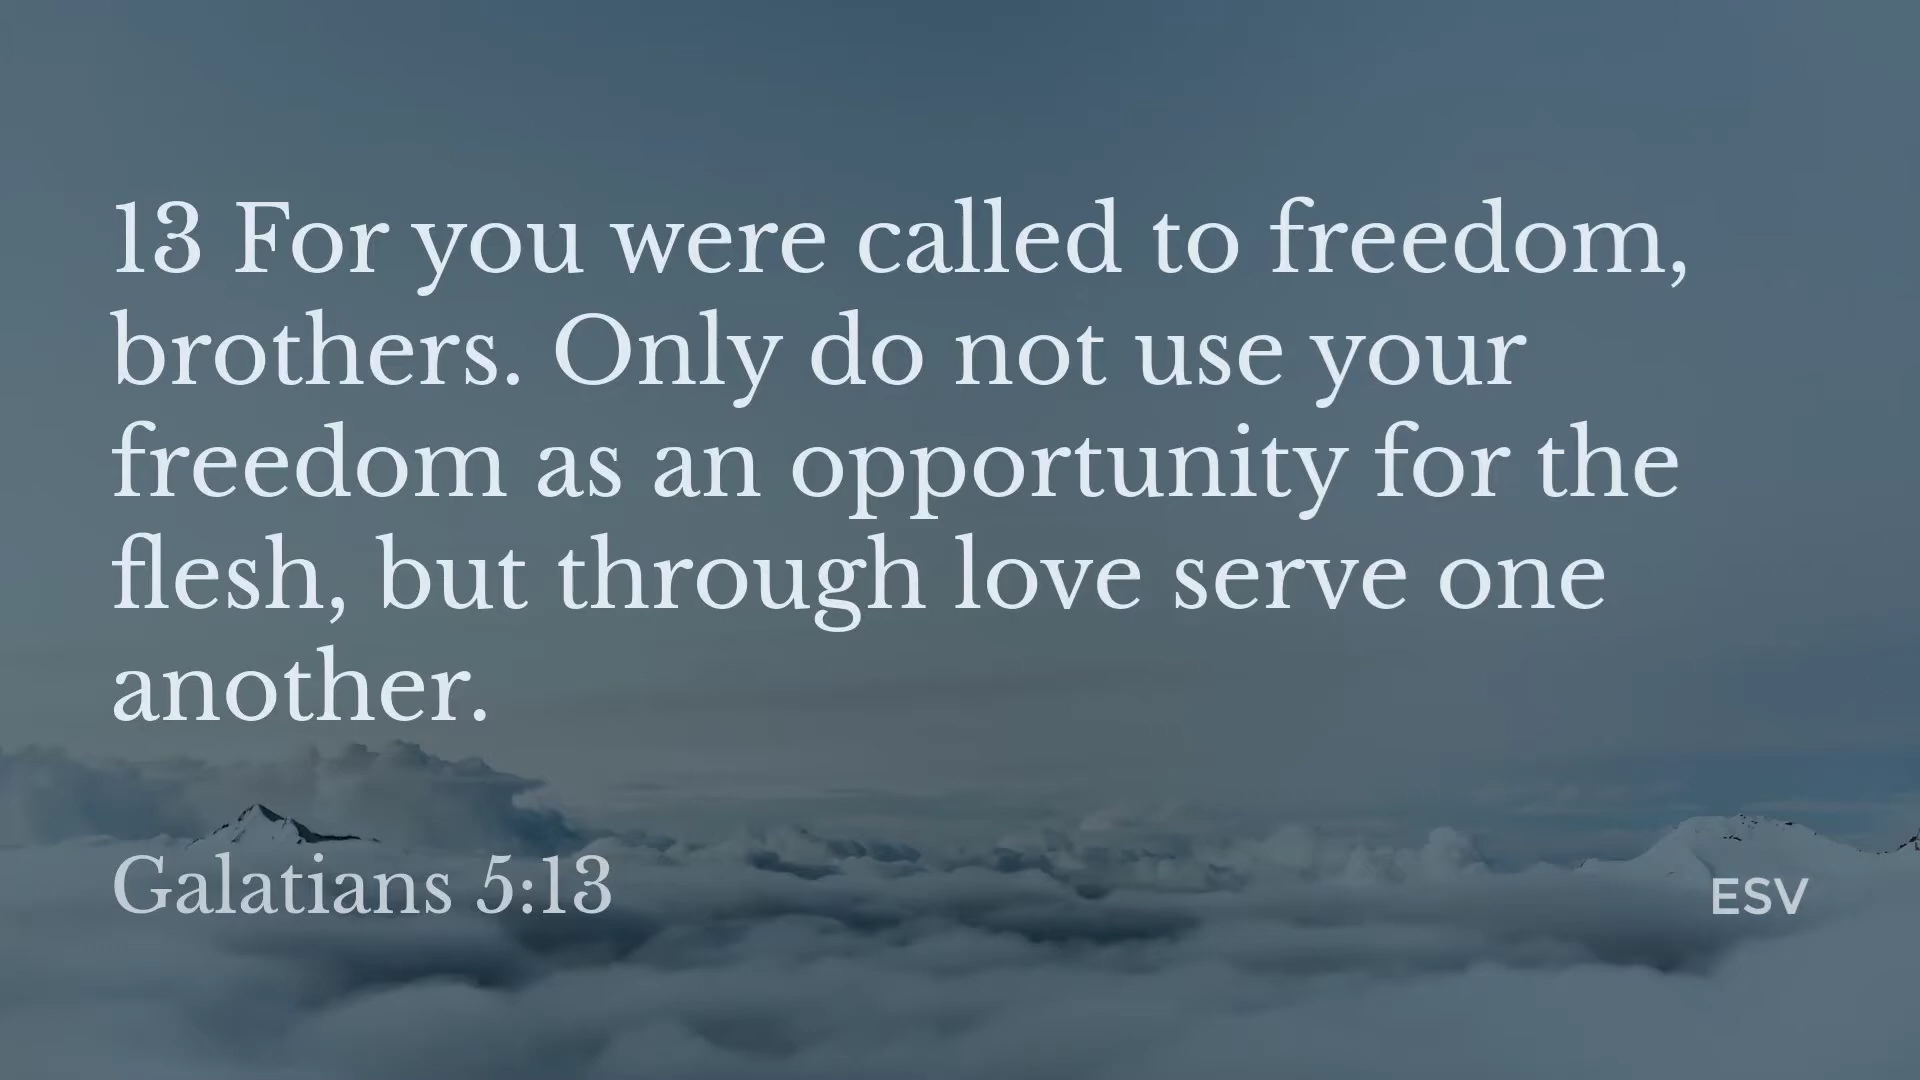 13 For you were called to freedom,
brothers. Only do not use your
freedom as an opportunity for the
flesh, but through love serve one
another.
Galatians 5:13
ESV